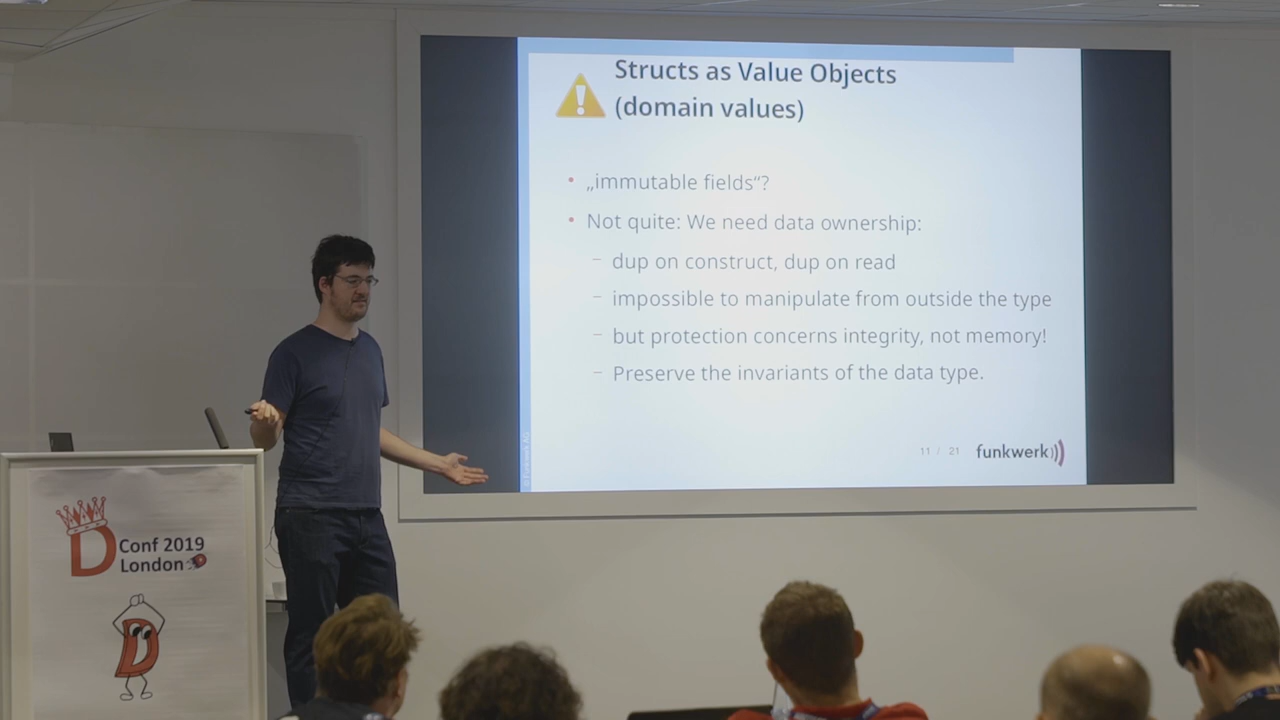 Structs as Value Objects
(domain values)
• „immutable fields“?
• Not quite: We need data ownership:
– dup on construct, dup on read
– impossible to manipulate from outside the type
– but protection concerns integrity, not memory!
– Preserve the invariants of the data type.
© Funkwerk AG
11 / 21
funkwerk
D
Conf 2019
London
D